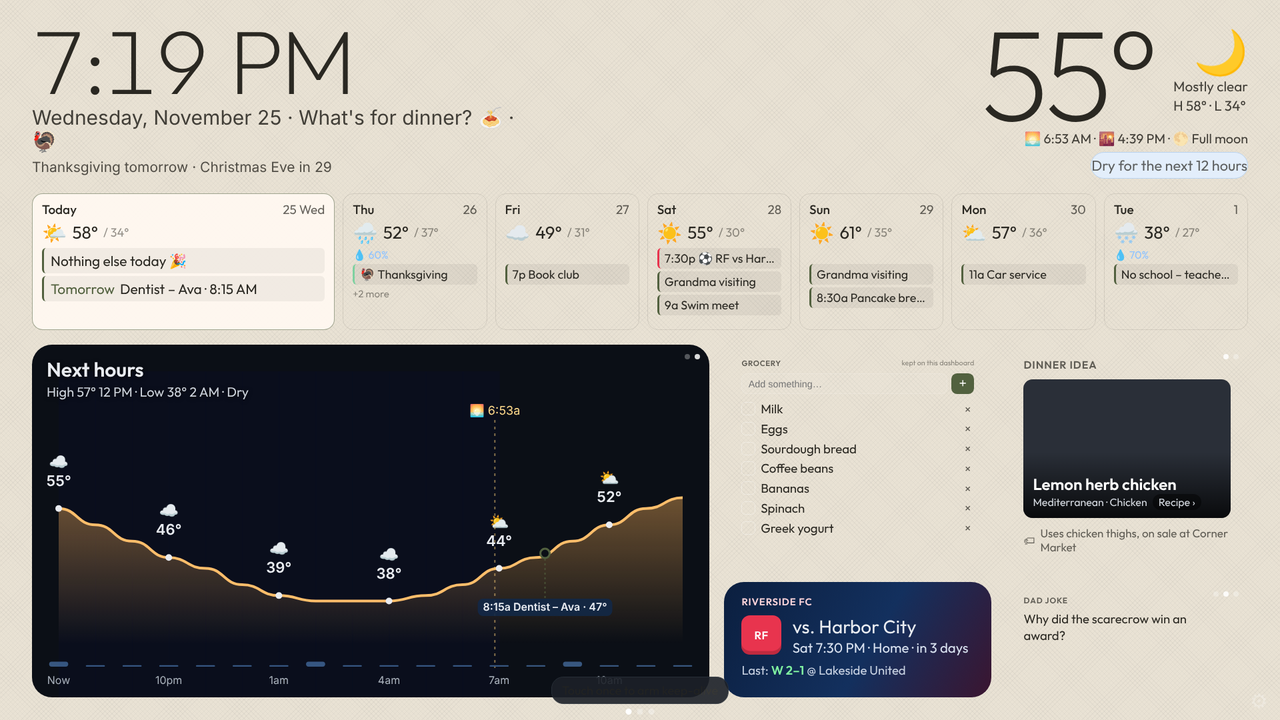 7:19 PM
Wednesday, November 25 · What's for dinner? 🍝 ·
🦃
Thanksgiving tomorrow · Christmas Eve in 29
55°
Mostly clear
H 58° · L 34°
🌅 6:53 AM · 🌇 4:39 PM · 🌕 Full moon
Dry for the next 12 hours
Today 25 Wed
58° / 34°
Nothing else today 🎉
Tomorrow Dentist – Ava · 8:15 AM
Thu 26
52° / 37°
💧 60%
🦃 Thanksgiving
+2 more
Fri 27
49° / 31°
7p Book club
Sat 28
55° / 30°
7:30p ⚽ RF vs Har...
Grandma visiting
9a Swim meet
Sun 29
61° / 35°
Grandma visiting
8:30a Pancake bre...
Mon 30
57° / 36°
11a Car service
Tue 1
38° / 27°
💧 70%
No school – teache...
Next hours
High 57° 12 PM · Low 38° 2 AM · Dry
🌅 6:53a
55°
46°
39°
38°
44°
52°
8:15a Dentist – Ava · 47°
Now 10pm 1am 4am 7am 10am
GROCERY kept on this dashboard
Add something... +
Milk ×
Eggs ×
Sourdough bread ×
Coffee beans ×
Bananas ×
Spinach ×
Greek yogurt ×
RIVERSIDE FC
RF
vs. Harbor City
Sat 7:30 PM · Home · in 3 days
Last: W 2–1 @ Lakeside United
DINNER IDEA
Lemon herb chicken
Mediterranean · Chicken Recipe ›
Uses chicken thighs, on sale at Corner
Market
DAD JOKE
Why did the scarecrow win an
award?